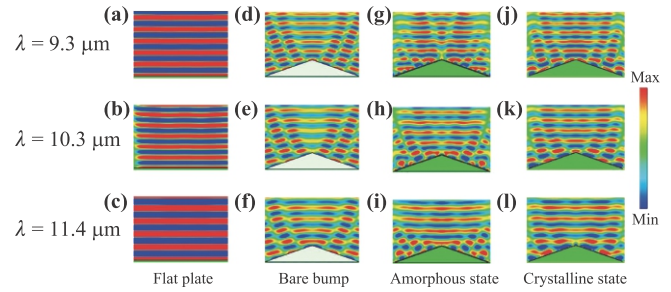 (a) (d) (g) (j)
λ = 9.3 μm
Max
(b) (e) (h) (k)
λ = 10.3 μm
(c) (f) (i) (l)
λ = 11.4 μm
Min
Flat plate Bare bump Amorphous state Crystalline state